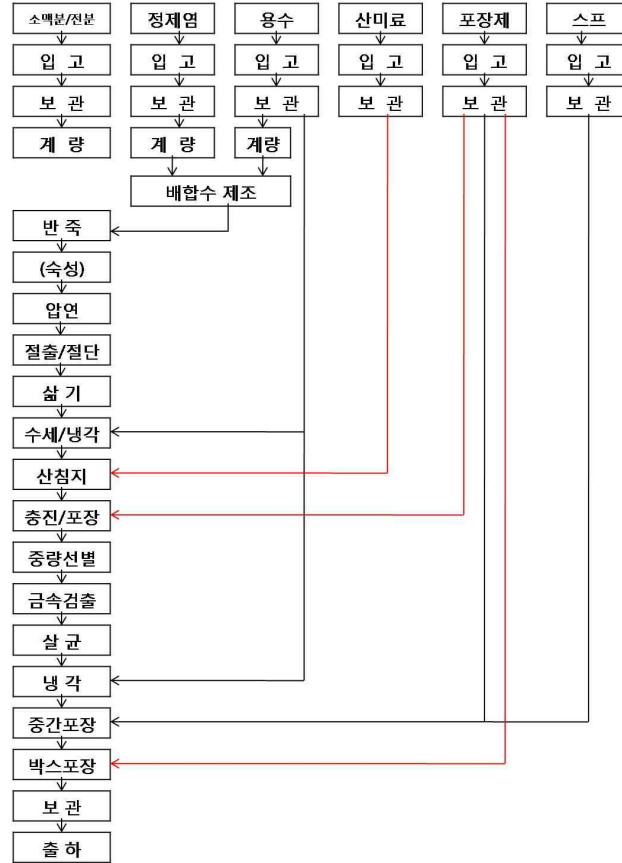 소맥분/전분 정제염 용수 산미료 포장제 스프
입 고 입 고 입 고 입 고 입 고 입 고
보 관 보 관 보 관 보 관 보 관 보 관
계 량 계 량 계량
배합수 제조
반 죽
(숙성)
압연
절출/절단
삶 기
수세/냉각
산침지
충진/포장
중량선별
금속검출
살 균
냉 각
중간포장
박스포장
보 관
출 하